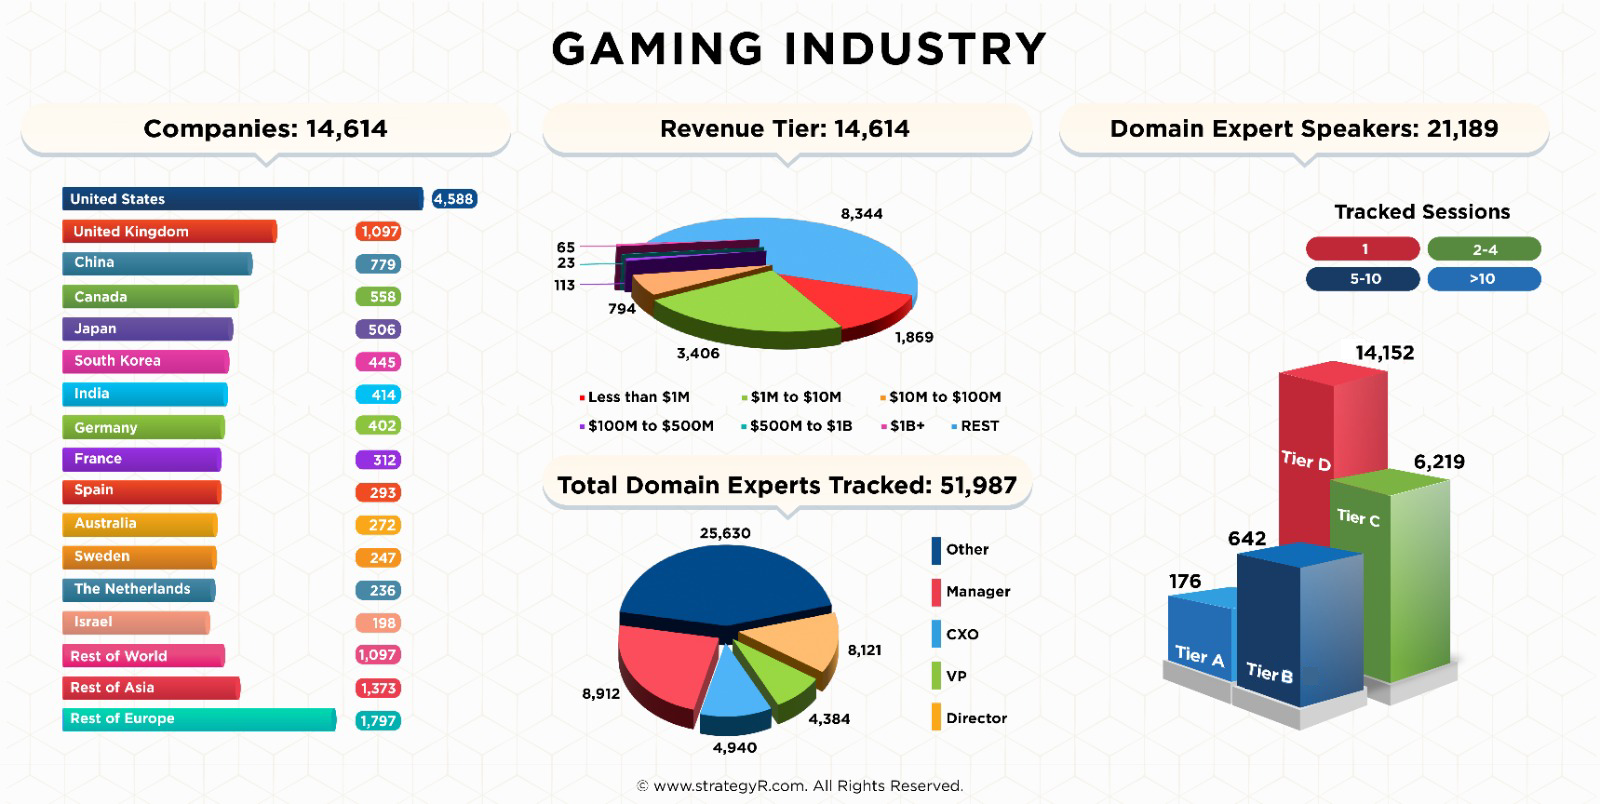 GAMING INDUSTRY
Companies: 14,614
United States 4,588
United Kingdom 1,097
China 779
Canada 558
Japan 506
South Korea 445
India 414
Germany 402
France 312
Spain 293
Australia 272
Sweden 247
The Netherlands 236
Israel 198
Rest of World 1,097
Rest of Asia 1,373
Rest of Europe 1,797
Revenue Tier: 14,614
8,344
65
23
113
794
3,406
1,869
Less than $1M $1M to $10M $10M to $100M
$100M to $500M $500M to $1B $1B+ REST
Total Domain Experts Tracked: 51,987
25,630
8,121
8,912
4,384
4,940
Other
Manager
CXO
VP
Director
Domain Expert Speakers: 21,189
Tracked Sessions
1 2-4
5-10 >10
14,152
Tier D
6,219
Tier C
642
Tier B
176
Tier A
© www.strategyR.com. All Rights Reserved.